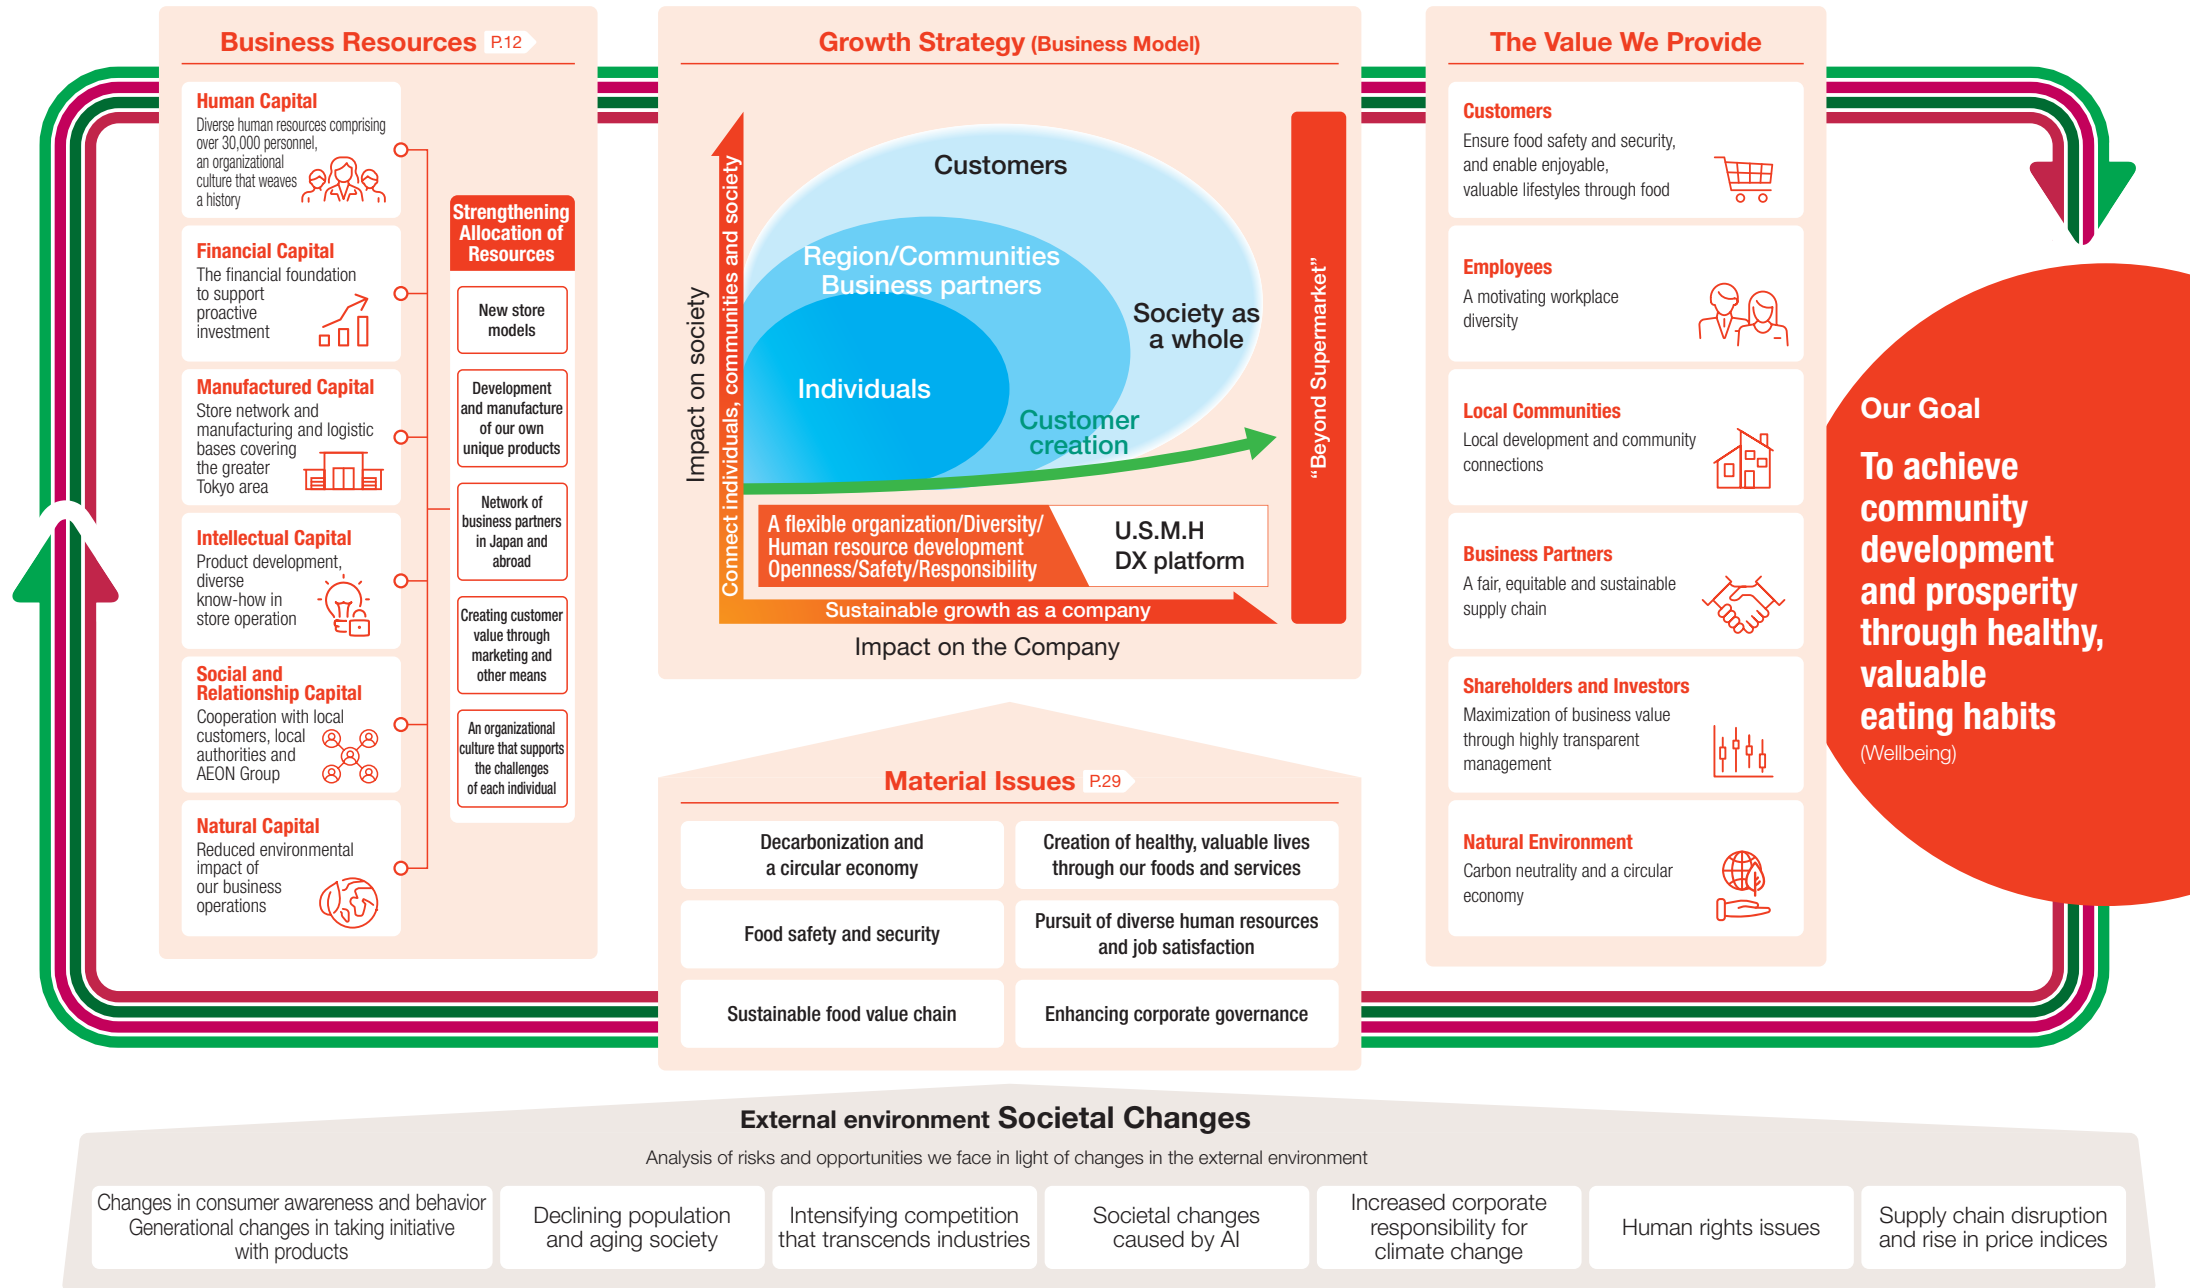 Business Resources P.12
Human Capital
Diverse human resources comprising
over 30,000 personnel,
an organizational
culture that weaves
a history
Financial Capital
The financial foundation
to support
proactive
investment
Manufactured Capital
Store network and
manufacturing and logistic
bases covering
the greater
Tokyo area
Intellectual Capital
Product development,
diverse
know-how in
store operation
Social and
Relationship Capital
Cooperation with local
customers, local
authorities and
AEON Group
Natural Capital
Reduced environmental
impact of
our business
operations
Strengthening
Allocation of
Resources
New store
models
Development
and manufacture
of our own
unique products
Network of
business partners
in Japan and
abroad
Creating customer
value through
marketing and
other means
An organizational
culture that supports
the challenges
of each individual
Growth Strategy (Business Model)
Impact on society
Connect individuals, communities and society
Customers
Region/Communities
Business partners
Society as
a whole
Individuals
Customer
creation
"Beyond Supermarket"
A flexible organization/Diversity/
Human resource development
Openness/Safety/Responsibility
U.S.M.H
DX platform
Sustainable growth as a company
Impact on the Company
Material Issues P.29
Decarbonization and
a circular economy
Creation of healthy, valuable lives
through our foods and services
Food safety and security
Pursuit of diverse human resources
and job satisfaction
Sustainable food value chain
Enhancing corporate governance
The Value We Provide
Customers
Ensure food safety and security,
and enable enjoyable,
valuable lifestyles through food
Employees
A motivating workplace
diversity
Local Communities
Local development and community
connections
Business Partners
A fair, equitable and sustainable
supply chain
Shareholders and Investors
Maximization of business value
through highly transparent
management
Natural Environment
Carbon neutrality and a circular
economy
Our Goal
To achieve
community
development
and prosperity
through healthy,
valuable
eating habits
(Wellbeing)
External environment Societal Changes
Analysis of risks and opportunities we face in light of changes in the external environment
Changes in consumer awareness and behavior
Generational changes in taking initiative
with products
Declining population
and aging society
Intensifying competition
that transcends industries
Societal changes
caused by AI
Increased corporate
responsibility for
climate change
Human rights issues
Supply chain disruption
and rise in price indices